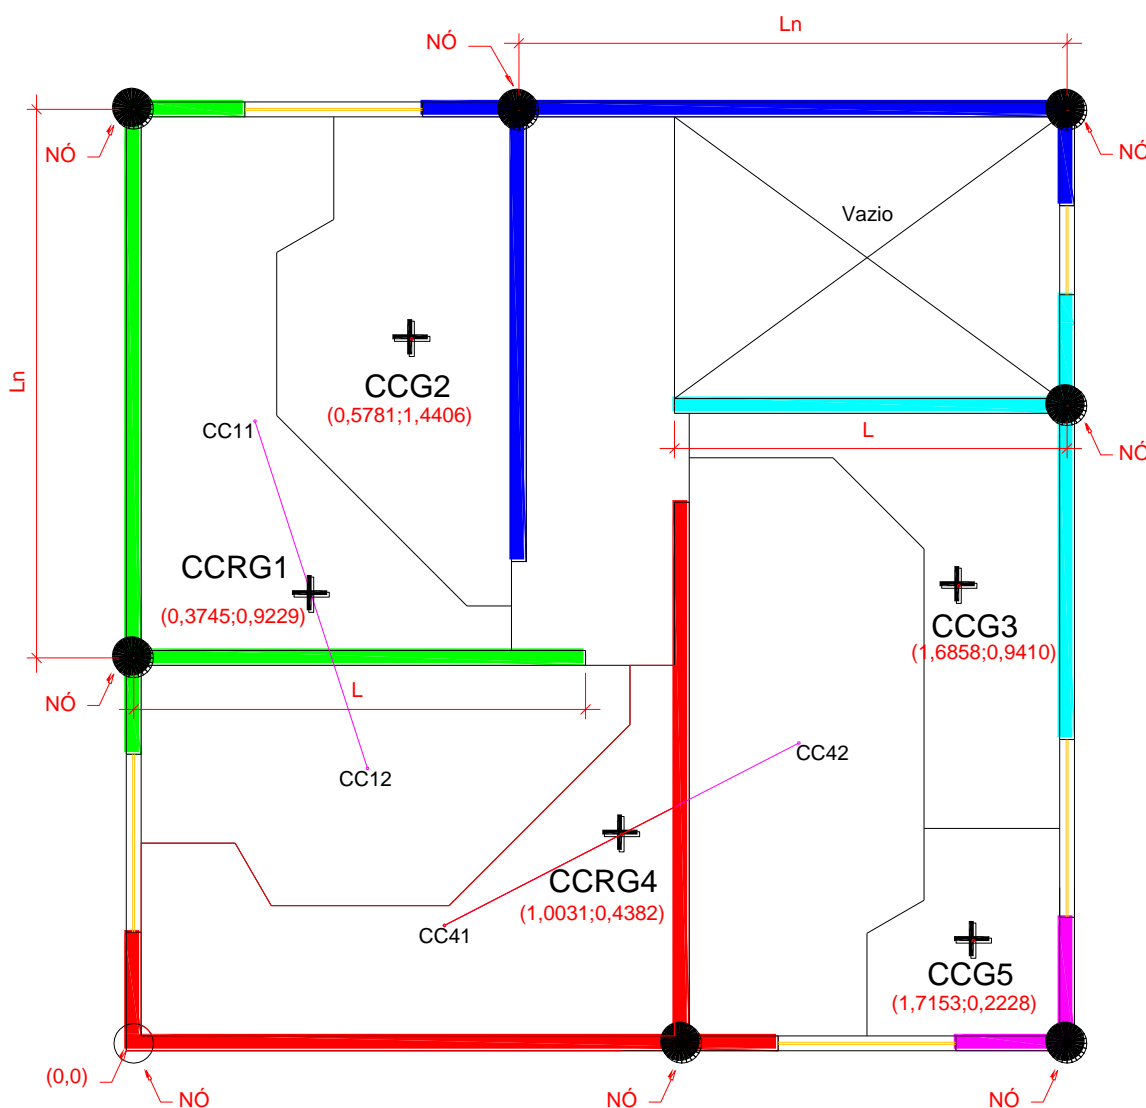 Ln
NÓ
NÓ
NÓ
Vazio
Ln
CCG2
(0,5781;1,4406)
CC11
L
NÓ
CCRG1
(0,3745;0,9229)
CCG3
(1,6858;0,9410)
NÓ
L
CC12
CC42
CCRG4
(1,0031;0,4382)
CC41
CCG5
(1,7153;0,2228)
(0,0)
NÓ
NÓ
NÓ